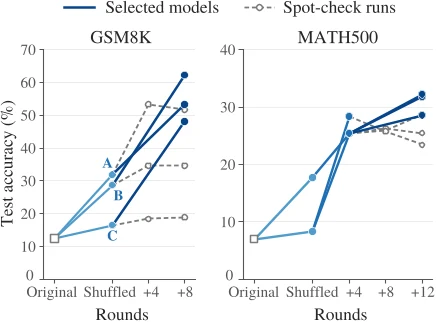 Selected models
Spot-check runs
GSM8K
MATH500
Test accuracy (%)
70
60
50
40
30
20
10
0
A
B
C
Original Shuffled +4 +8
Rounds
40
30
20
10
0
Original Shuffled +4 +8 +12
Rounds